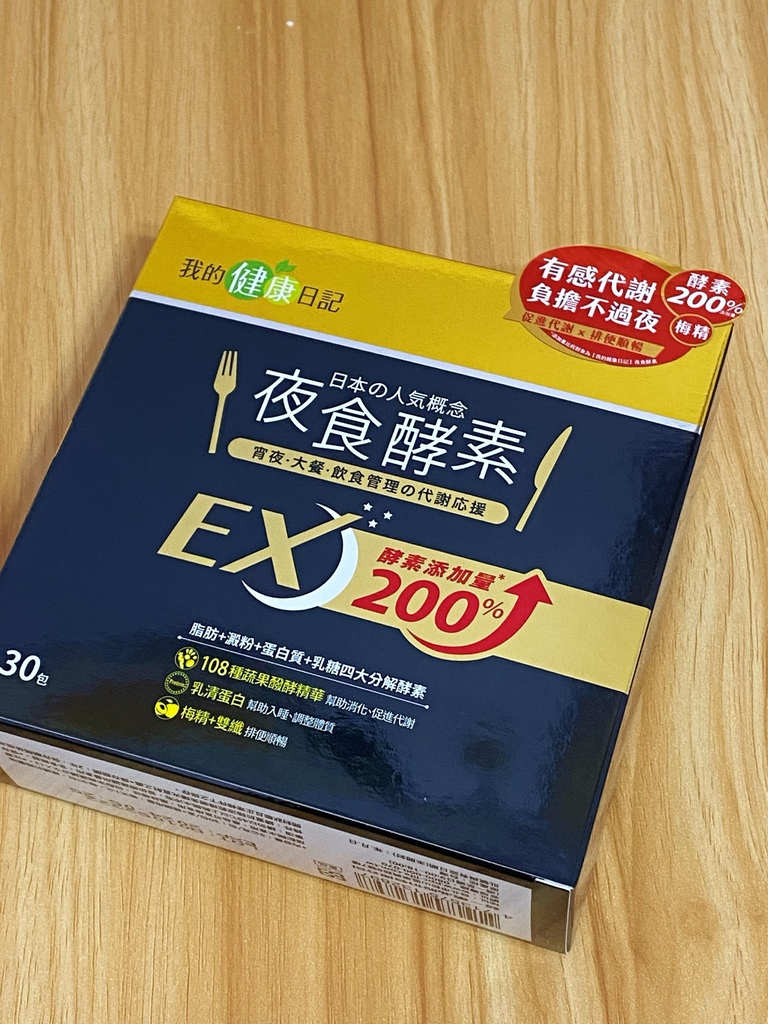 我的健康日記
有感代謝
負擔不過夜
促進代謝 x 排便順暢
酵素
200%
梅精
日本の人気概念
夜食酵素
宵夜·大餐·飲食管理の代謝応援
EX
酵素添加量*
200%
脂肪+澱粉+蛋白質+乳糖四大分解酵素
108種蔬果醱酵精華 幫助消化、促進代謝
乳清蛋白 幫助入睡、調整體質
梅精+雙纖 排便順暢
30包